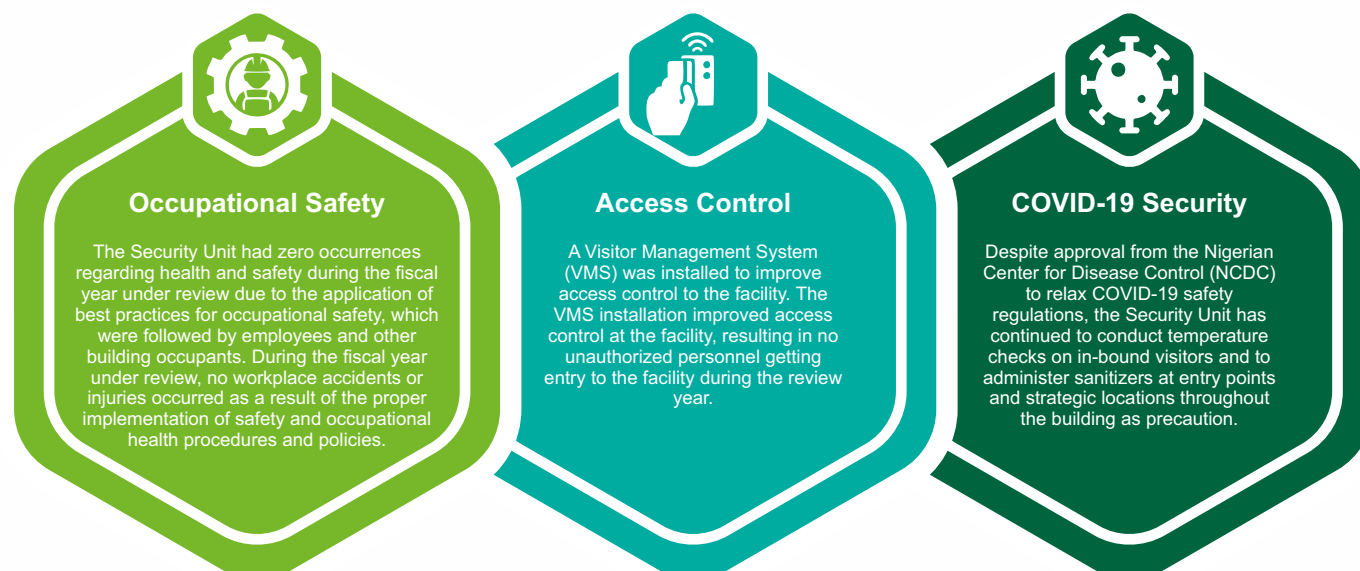 Occupational Safety
The Security Unit had zero occurrences
regarding health and safety during the fiscal
year under review due to the application of
best practices for occupational safety, which
were followed by employees and other
building occupants. During the fiscal year
under review, no workplace accidents or
injuries occurred as a result of the proper
implementation of safety and occupational
health procedures and policies.
Access Control
A Visitor Management System
(VMS) was installed to improve
access control to the facility. The
VMS installation improved access
control at the facility, resulting in no
unauthorized personnel getting
entry to the facility during the review
year.
COVID-19 Security
Despite approval from the Nigerian
Center for Disease Control (NCDC)
to relax COVID-19 safety
regulations, the Security Unit has
continued to conduct temperature
checks on in-bound visitors and to
administer sanitizers at entry points
and strategic locations throughout
the building as precaution.